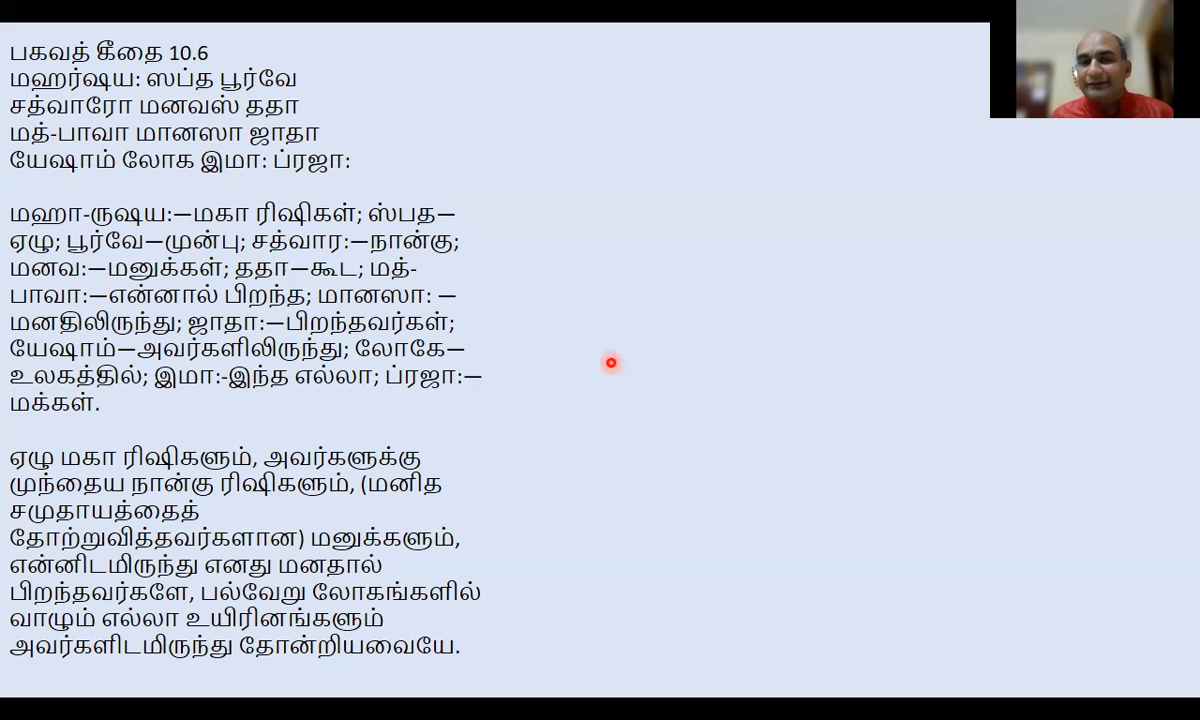 பகவத் கீதை 10.6
மஹர்ஷய: ஸப்த பூர்வே
சத்வாரோ மனவஸ் ததா
மத்-பாவா மானஸா ஜாதா
யேஷாம் லோக இமா: ப்ரஜா:
மஹா-ருஷய:—மகா ரிஷிகள்; ஸ்பத—
ஏழு; பூர்வே—முன்பு; சத்வார:—நான்கு;
மனவ:—மனுக்கள்; ததா—கூட; மத்-
பாவா:—என்னால் பிறந்த; மானஸா: —
மனதிலிருந்து; ஜாதா:—பிறந்தவர்கள்;
யேஷாம்—அவர்களிலிருந்து; லோகே—
உலகத்தில்; இமா:-இந்த எல்லா; ப்ரஜா:—
மக்கள்.
ஏழு மகா ரிஷிகளும், அவர்களுக்கு
முந்தைய நான்கு ரிஷிகளும், (மனித
சமுதாயத்தைத்
தோற்றுவித்தவர்களான) மனுக்களும்,
என்னிடமிருந்து எனது மனதால்
பிறந்தவர்களே, பல்வேறு லோகங்களில்
வாழும் எல்லா உயிரினங்களும்
அவர்களிடமிருந்து தோன்றியவையே.